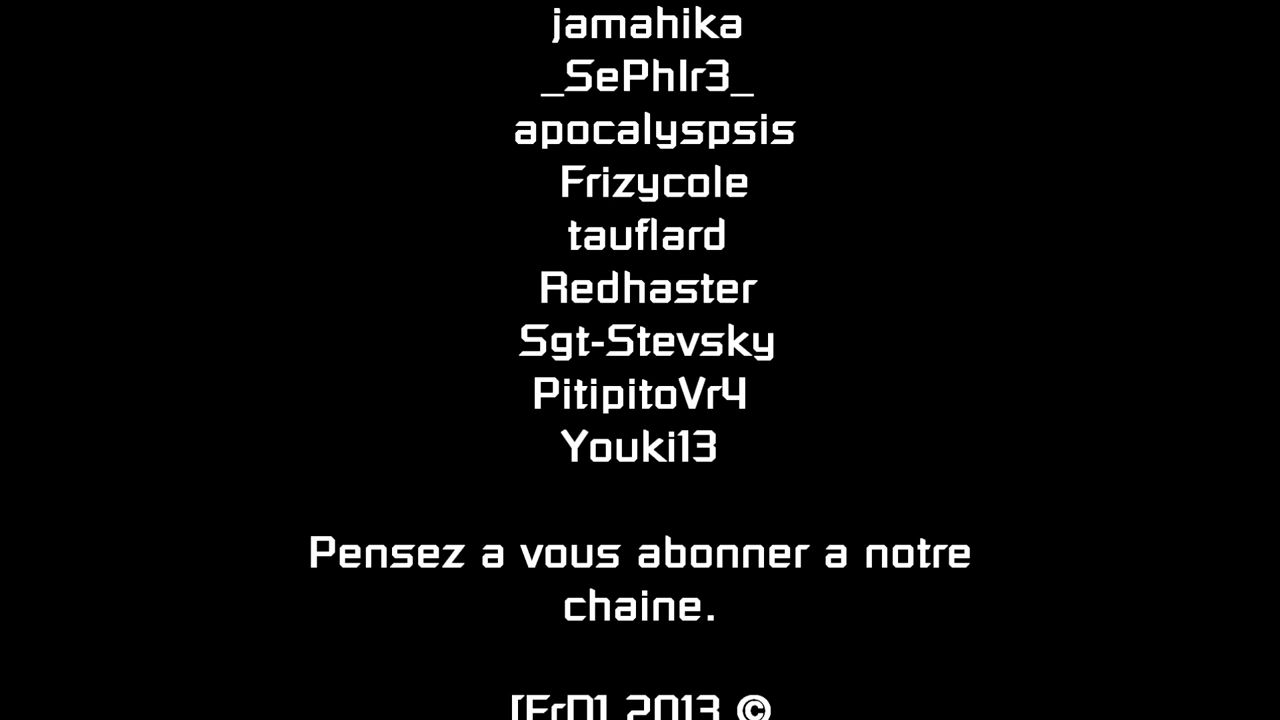 jamahika
_SePhIr3_
apocalyspsis
Frizycole
tauflard
Redhaster
Sgt-Stevsky
PitipitoVr4
Youki13
Pensez a vous abonner a notre
chaine.
2013 ©